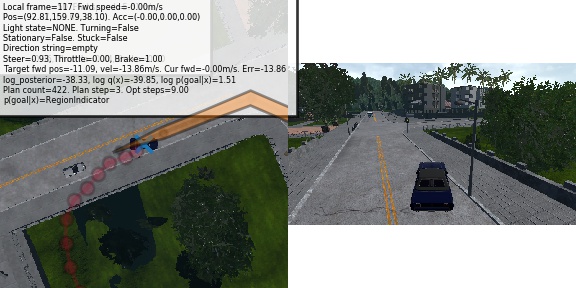 Local frame=117. Fwd speed=-0.00m/s
Pos=(92.81,159.79,38.10). Acc=(-0.00,0.00,0.00)
Light state=NONE. Turning=False
Stationary=False. Stuck=False
Direction string=empty
Steer=0.93, Throttle=0.00, Brake=1.00
Target fwd pos=-11.09, vel=-13.86m/s. Cur fwd=-0.00m/s. Err=-13.86
log_posterior=-38.33, log q(x)=-39.85, log p(goal|x)=1.51
Plan count=422. Plan step=3. Opt steps=9.00
p(goal|x)=RegionIndicator